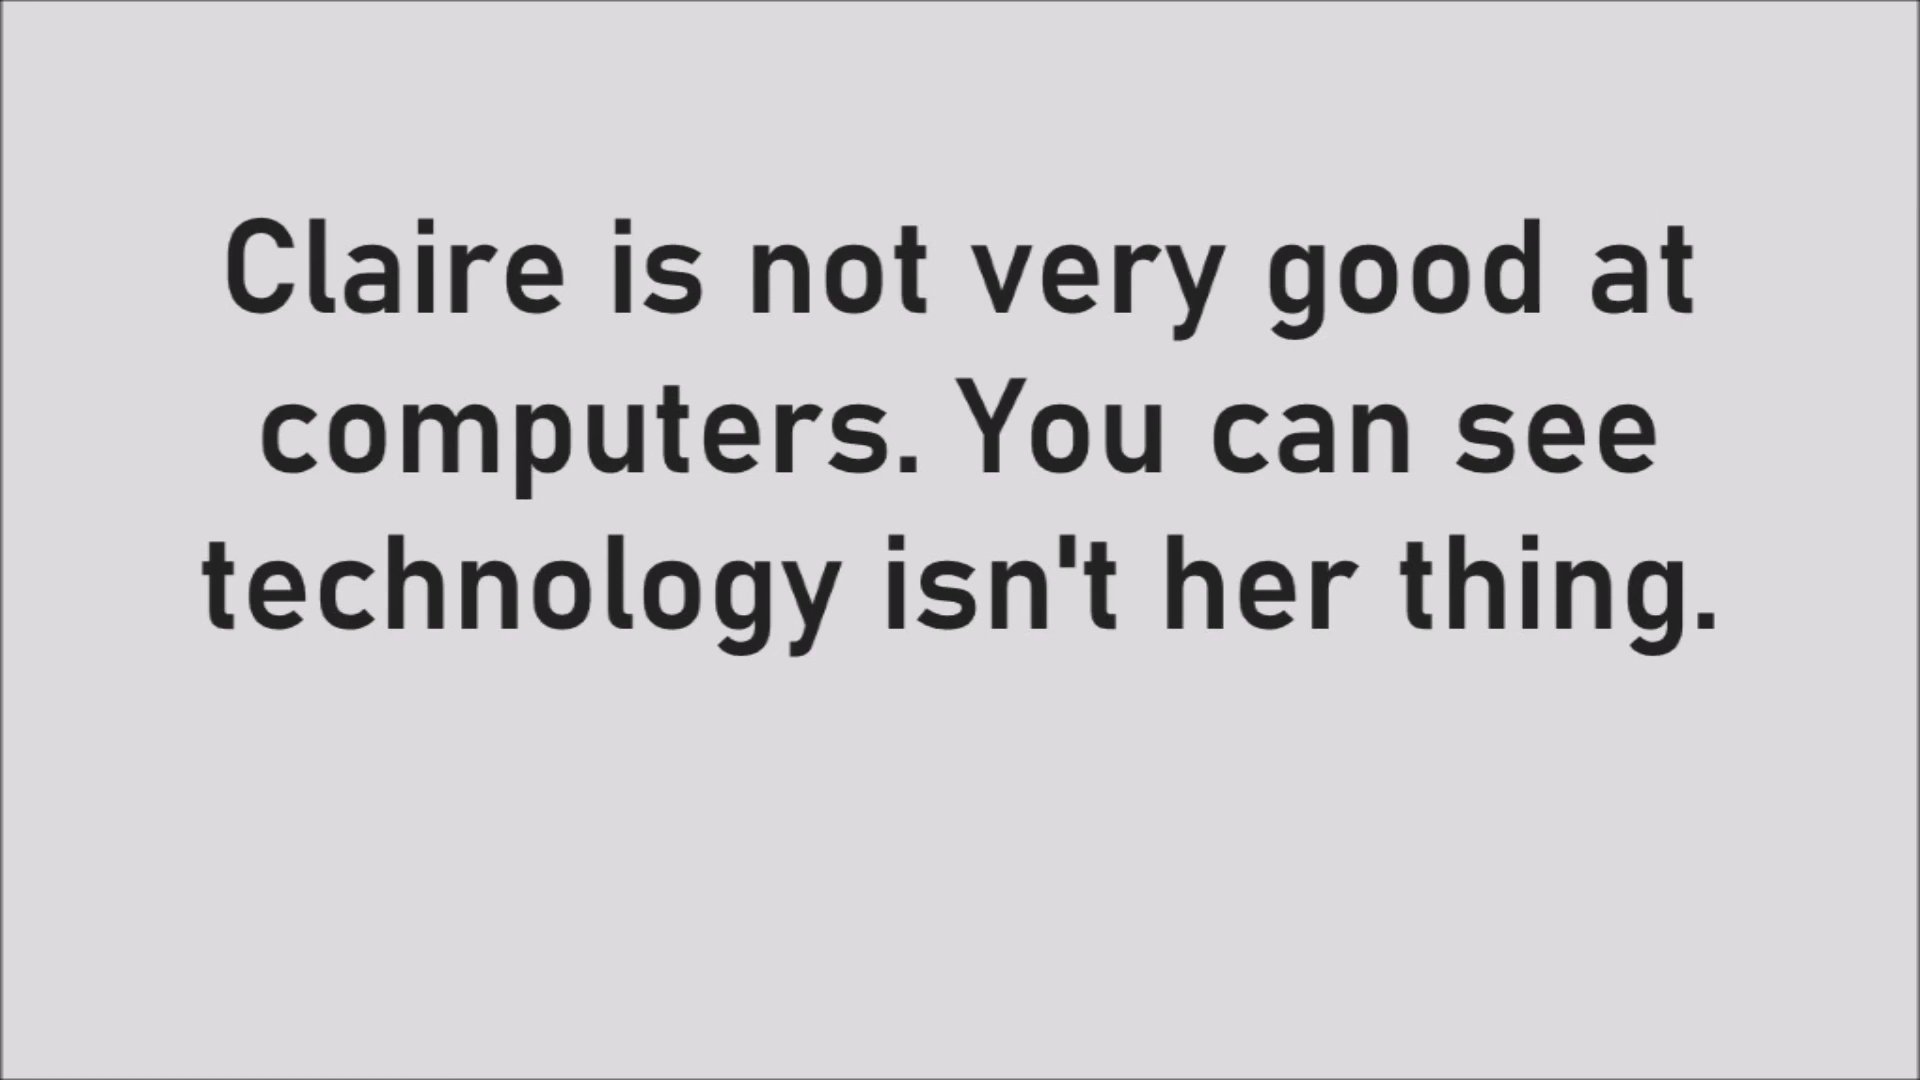 Claire is not very good at
computers. You can see
technology isn't her thing.